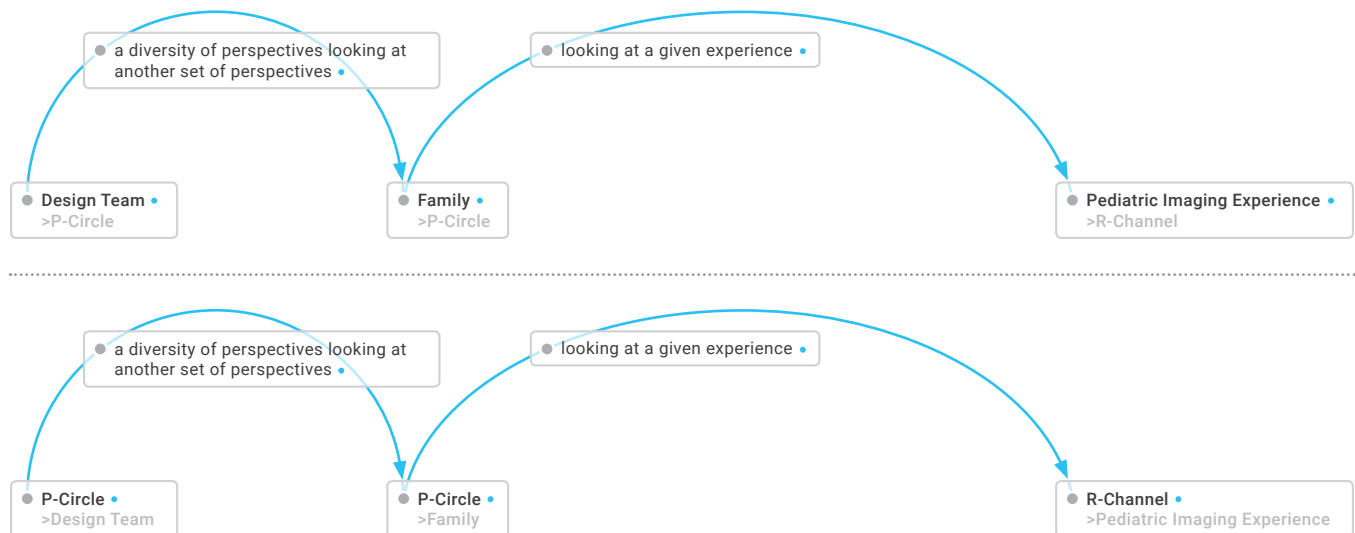 a diversity of perspectives looking at
another set of perspectives
looking at a given experience
Design Team
>P-Circle
Family
>P-Circle
Pediatric Imaging Experience
>R-Channel
a diversity of perspectives looking at
another set of perspectives
looking at a given experience
P-Circle
>Design Team
P-Circle
>Family
R-Channel
>Pediatric Imaging Experience